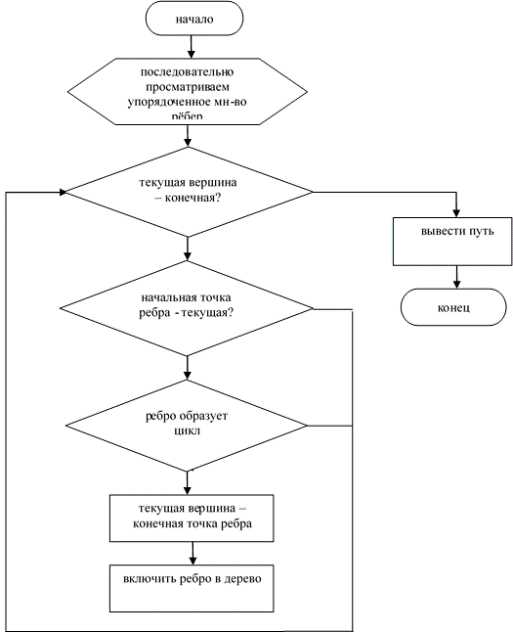 начало
последовательно
просматриваем
упорядоченное мн-во
рёбер
текущая вершина
– конечная?
вывести путь
начальная точка
ребра - текущая?
конец
ребро образует
цикл
текущая вершина –
конечная точка ребра
включить ребро в дерево